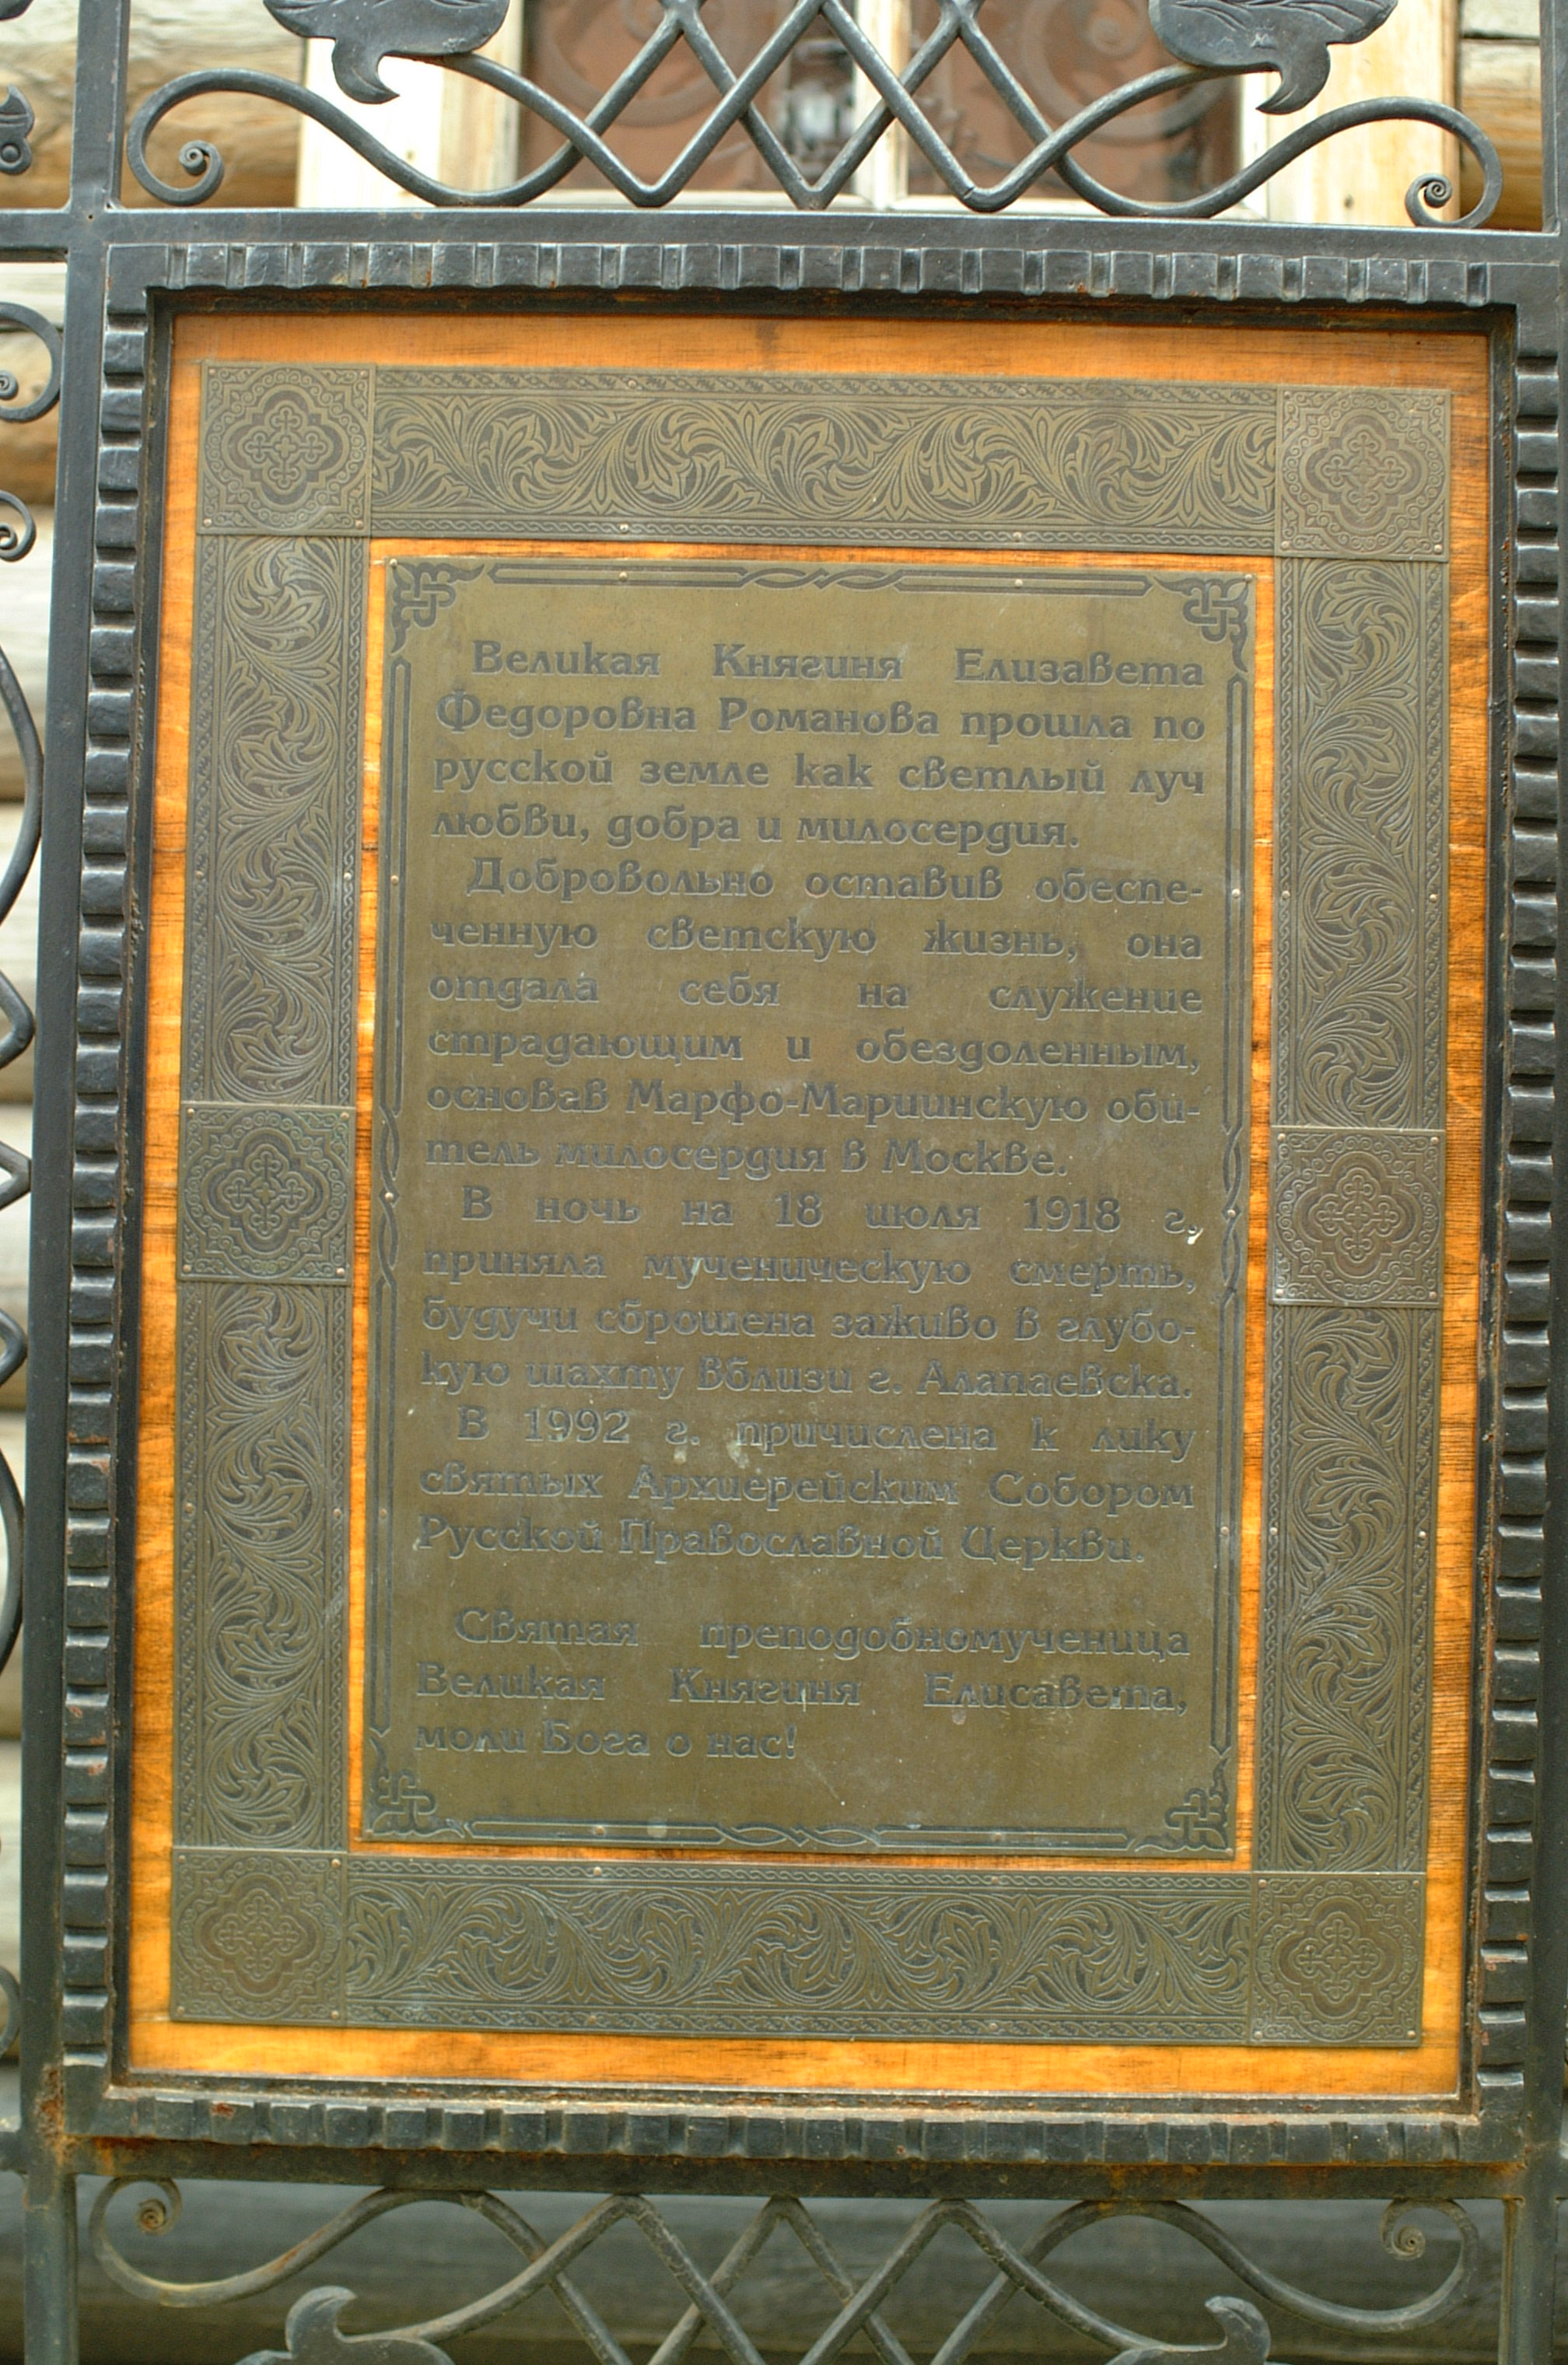 Великая Княгиня Елизавета
Федоровна Романова прошла по
русской земле как светлый луч
любви, добра и милосердия.
Добровольно оставив обеспе-
ченную светскую жизнь, она
отдала себя на служение
страдающим и обездоленным,
основав Марфо-Мариинскую оби-
тель милосердия в Москве.
В ночь на 18 июля 1918 г.
приняла мученическую смерть,
будучи сброшена заживо в глубо-
кую шахту вблизи г. Алапаевска.
В 1992 г. причислена к лику
святых Архиерейским Собором
Русской Православной Церкви.
Святая преподобномученица
Великая Княгиня Елисавета,
моли Бога о нас!